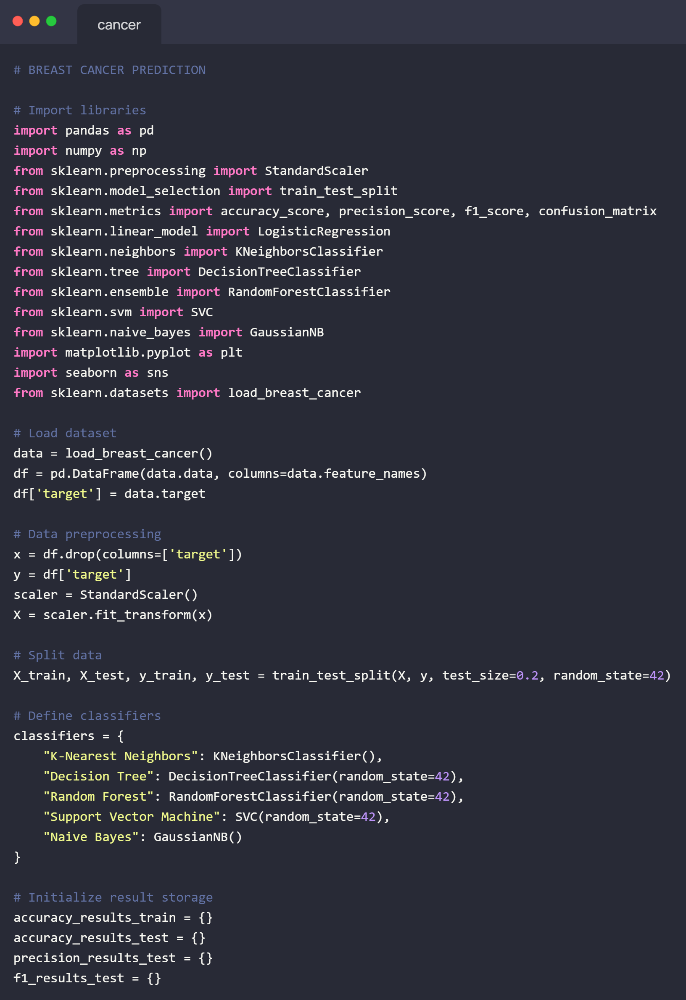 cancer
# BREAST CANCER PREDICTION
# Import libraries
import pandas as pd
import numpy as np
from sklearn.preprocessing import StandardScaler
from sklearn.model_selection import train_test_split
from sklearn.metrics import accuracy_score, precision_score, f1_score, confusion_matrix
from sklearn.linear_model import LogisticRegression
from sklearn.neighbors import KNeighborsClassifier
from sklearn.tree import DecisionTreeClassifier
from sklearn.ensemble import RandomForestClassifier
from sklearn.svm import SVC
from sklearn.naive_bayes import GaussianNB
import matplotlib.pyplot as plt
import seaborn as sns
from sklearn.datasets import load_breast_cancer
# Load dataset
data = load_breast_cancer()
df = pd.DataFrame(data.data, columns=data.feature_names)
df['target'] = data.target
# Data preprocessing
x = df.drop(columns=['target'])
y = df['target']
scaler = StandardScaler()
X = scaler.fit_transform(x)
# Split data
X_train, X_test, y_train, y_test = train_test_split(X, y, test_size=0.2, random_state=42)
# Define classifiers
classifiers = {
    "K-Nearest Neighbors": KNeighborsClassifier(),
    "Decision Tree": DecisionTreeClassifier(random_state=42),
    "Random Forest": RandomForestClassifier(random_state=42),
    "Support Vector Machine": SVC(random_state=42),
    "Naive Bayes": GaussianNB()
}
# Initialize result storage
accuracy_results_train = {}
accuracy_results_test = {}
precision_results_test = {}
f1_results_test = {}